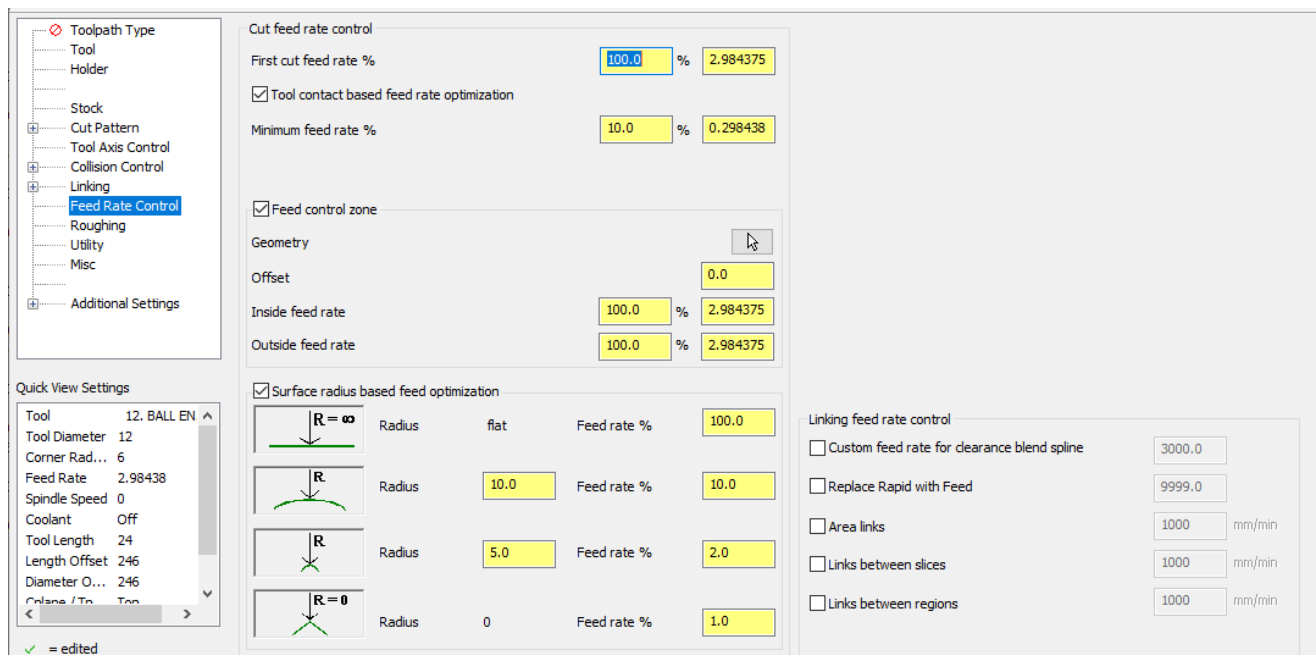 Toolpath Type
Tool
Holder
Stock
Cut Pattern
Tool Axis Control
Collision Control
Linking
Feed Rate Control
Roughing
Utility
Misc
Additional Settings
Quick View Settings
Tool 12. BALL EN
Tool Diameter 12
Corner Rad... 6
Feed Rate 2.98438
Spindle Speed 0
Coolant Off
Tool Length 24
Length Offset 246
Diameter O... 246
Cplane / Tp... Top
= edited
Cut feed rate control
First cut feed rate % 100.0 % 2.984375
Tool contact based feed rate optimization
Minimum feed rate % 10.0 % 0.298438
Feed control zone
Geometry
Offset 0.0
Inside feed rate 100.0 % 2.984375
Outside feed rate 100.0 % 2.984375
Surface radius based feed optimization
R = ∞ Radius flat Feed rate % 100.0
R Radius 10.0 Feed rate % 10.0
R Radius 5.0 Feed rate % 2.0
R = 0 Radius 0 Feed rate % 1.0
Linking feed rate control
Custom feed rate for clearance blend spline 3000.0
Replace Rapid with Feed 9999.0
Area links 1000 mm/min
Links between slices 1000 mm/min
Links between regions 1000 mm/min